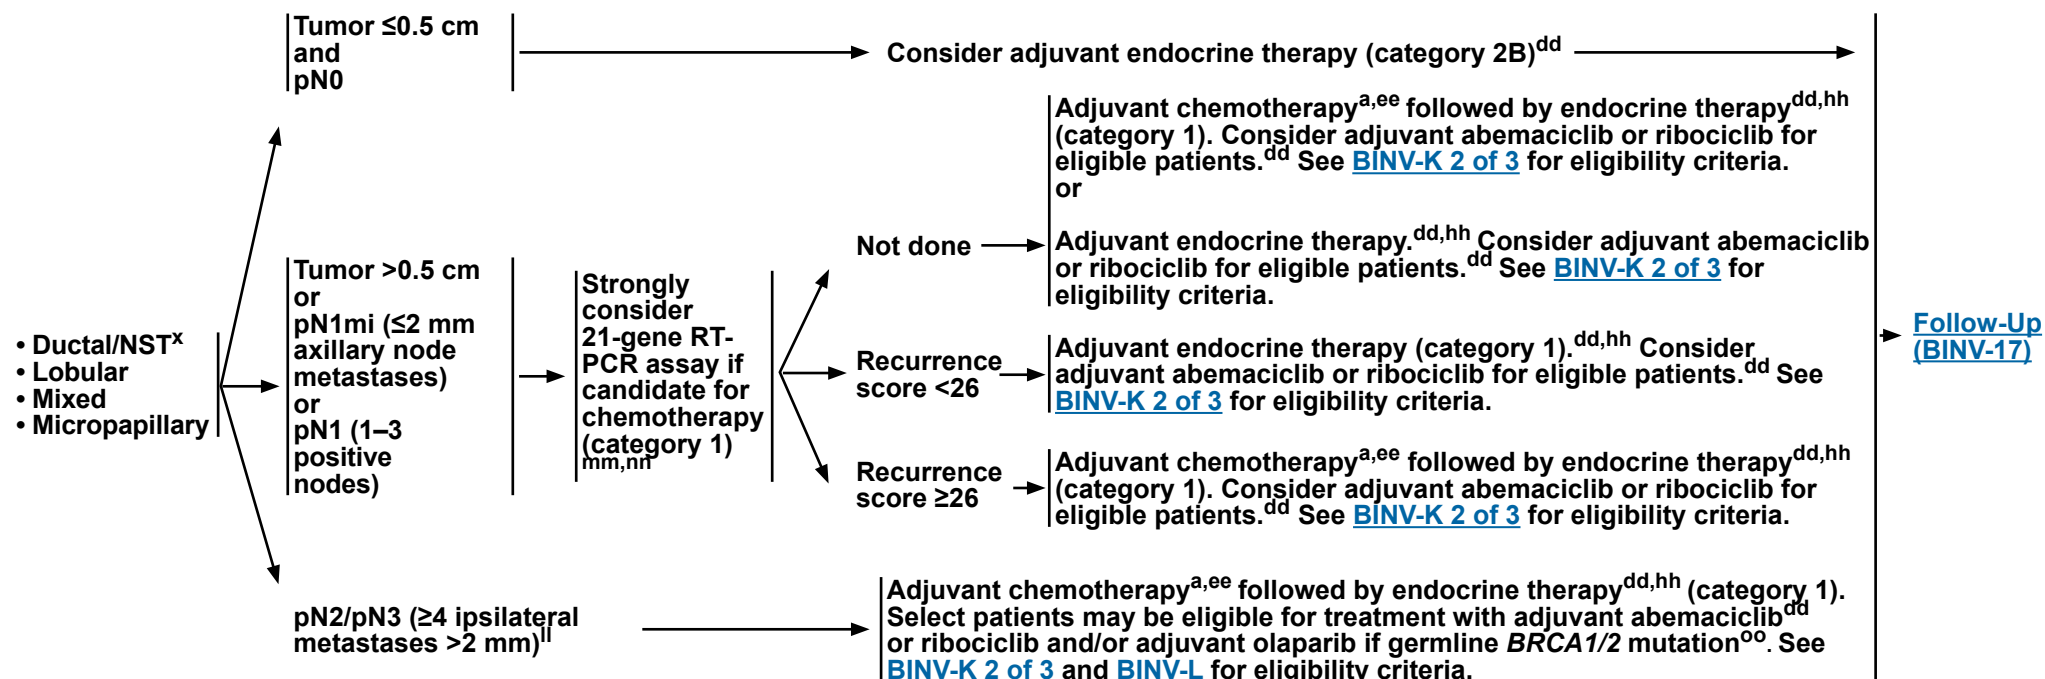 • Ductal/NSTx
• Lobular
• Mixed
• Micropapillary
Tumor ≤0.5 cm
and
pN0
Consider adjuvant endocrine therapy (category 2B)dd
Tumor >0.5 cm
or
pN1mi (≤2 mm
axillary node
metastases)
or
pN1 (1–3
positive
nodes)
Strongly
consider
21-gene RT-
PCR assay if
candidate for
chemotherapy
(category 1)
mm,nn
Not done
Adjuvant chemotherapya,ee followed by endocrine therapydd,hh
(category 1). Consider adjuvant abemaciclib or ribociclib for
eligible patients.dd See BINV-K 2 of 3 for eligibility criteria.
or
Adjuvant endocrine therapy.dd,hh Consider adjuvant abemaciclib
or ribociclib for eligible patients.dd See BINV-K 2 of 3 for
eligibility criteria.
Recurrence
score <26
Adjuvant endocrine therapy (category 1).dd,hh Consider
adjuvant abemaciclib or ribociclib for eligible patients.dd See
BINV-K 2 of 3 for eligibility criteria.
Recurrence
score ≥26
Adjuvant chemotherapya,ee followed by endocrine therapydd,hh
(category 1). Consider adjuvant abemaciclib or ribociclib for
eligible patients.dd See BINV-K 2 of 3 for eligibility criteria.
pN2/pN3 (≥4 ipsilateral
metastases >2 mm)ll
Adjuvant chemotherapya,ee followed by endocrine therapydd,hh (category 1).
Select patients may be eligible for treatment with adjuvant abemaciclibdd
or ribociclib and/or adjuvant olaparib if germline BRCA1/2 mutationoo. See
BINV-K 2 of 3 and BINV-L for eligibility criteria.
Follow-Up
(BINV-17)